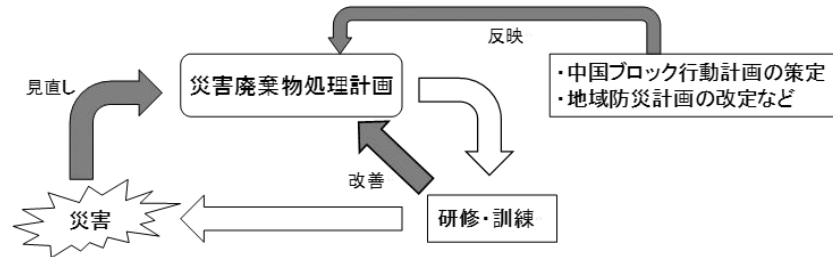 反映
・中国ブロック行動計画の策定
・地域防災計画の改定など
見直し
災害廃棄物処理計画
改善
災害
研修・訓練